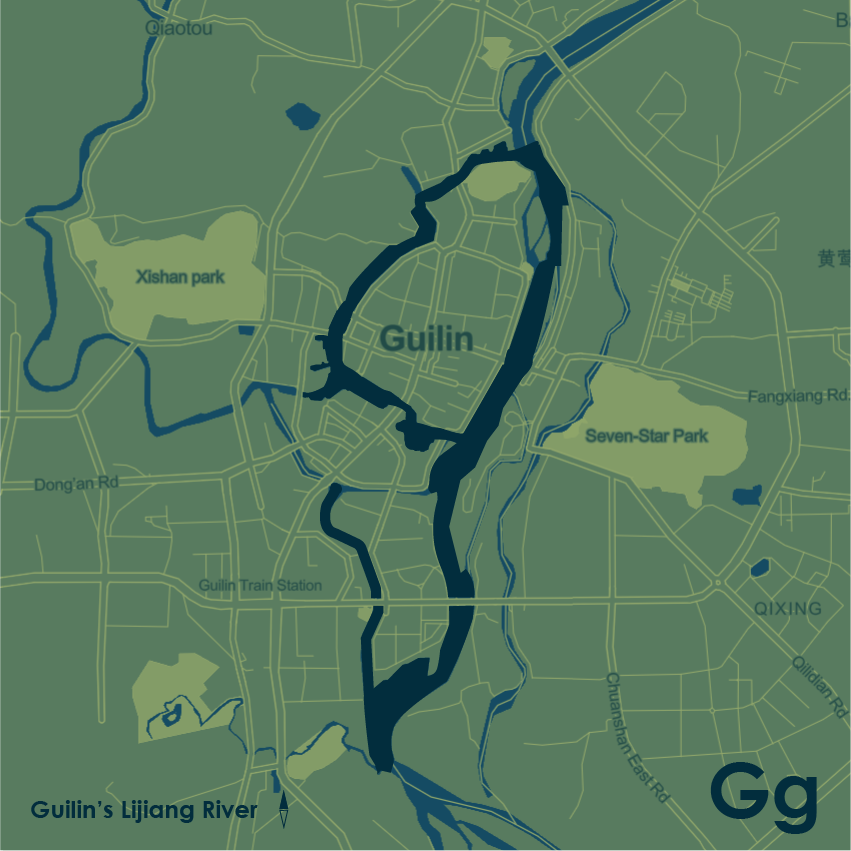 Qiaotou
B
Xishan park
黄莺
Guilin
Fangxiang Rd
Seven-Star Park
Dong'an Rd
Guilin Train Station
QIXING
Qilidian Rd
Chuanshan East Rd
Gg
Guilin's Lijiang River